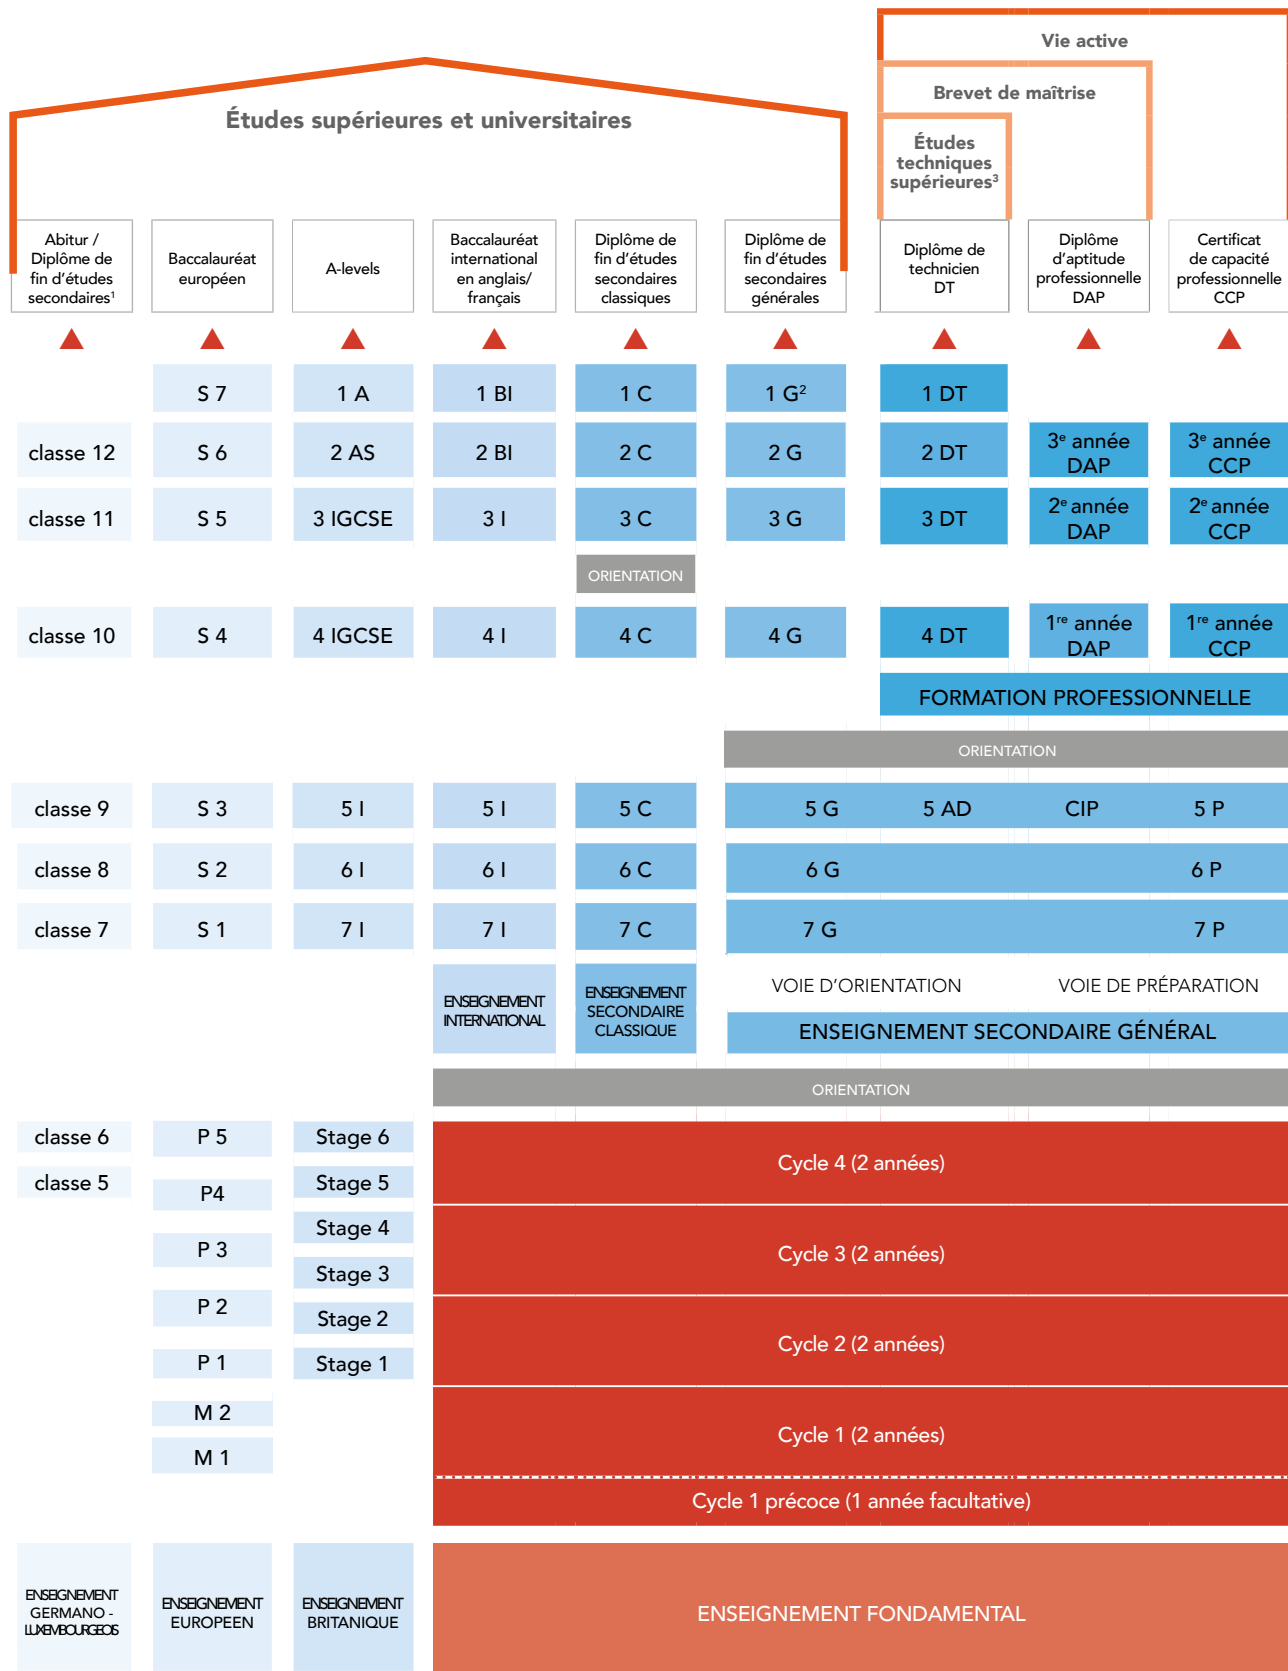 Vie active
Brevet de maîtrise
Études supérieures et universitaires
Études
techniques
supérieures³
Abitur /
Diplôme de
fin d'études
secondaires¹
Baccalauréat
européen
A-levels
Baccalauréat
international
en anglais/
français
Diplôme de
fin d'études
secondaires
classiques
Diplôme de
fin d'études
secondaires
générales
Diplôme de
technicien
DT
Diplôme
d'aptitude
professionnelle
DAP
Certificat
de capacité
professionnelle
CCP
S 7
1 A
1 BI
1 C
1 G²
1 DT
classe 12
S 6
2 AS
2 BI
2 C
2 G
2 DT
3ᵉ année
DAP
3ᵉ année
CCP
classe 11
S 5
3 IGCSE
3 I
3 C
3 G
3 DT
2ᵉ année
DAP
2ᵉ année
CCP
ORIENTATION
classe 10
S 4
4 IGCSE
4 I
4 C
4 G
4 DT
1ʳᵉ année
DAP
1ʳᵉ année
CCP
FORMATION PROFESSIONNELLE
ORIENTATION
classe 9
S 3
5 I
5 I
5 C
5 G
5 AD
CIP
5 P
classe 8
S 2
6 I
6 I
6 C
6 G
6 P
classe 7
S 1
7 I
7 I
7 C
7 G
7 P
ENSEIGNEMENT
INTERNATIONAL
ENSEIGNEMENT
SECONDAIRE
CLASSIQUE
VOIE D'ORIENTATION
VOIE DE PRÉPARATION
ENSEIGNEMENT SECONDAIRE GÉNÉRAL
ORIENTATION
classe 6
P 5
Stage 6
Cycle 4 (2 années)
classe 5
P4
Stage 5
Stage 4
P 3
Cycle 3 (2 années)
Stage 3
P 2
Stage 2
Cycle 2 (2 années)
P 1
Stage 1
M 2
Cycle 1 (2 années)
M 1
Cycle 1 précoce (1 année facultative)
ENSEIGNEMENT
GERMANO -
LUXEMBOURGEOIS
ENSEIGNEMENT
EUROPEEN
ENSEIGNEMENT
BRITANIQUE
ENSEIGNEMENT FONDAMENTAL